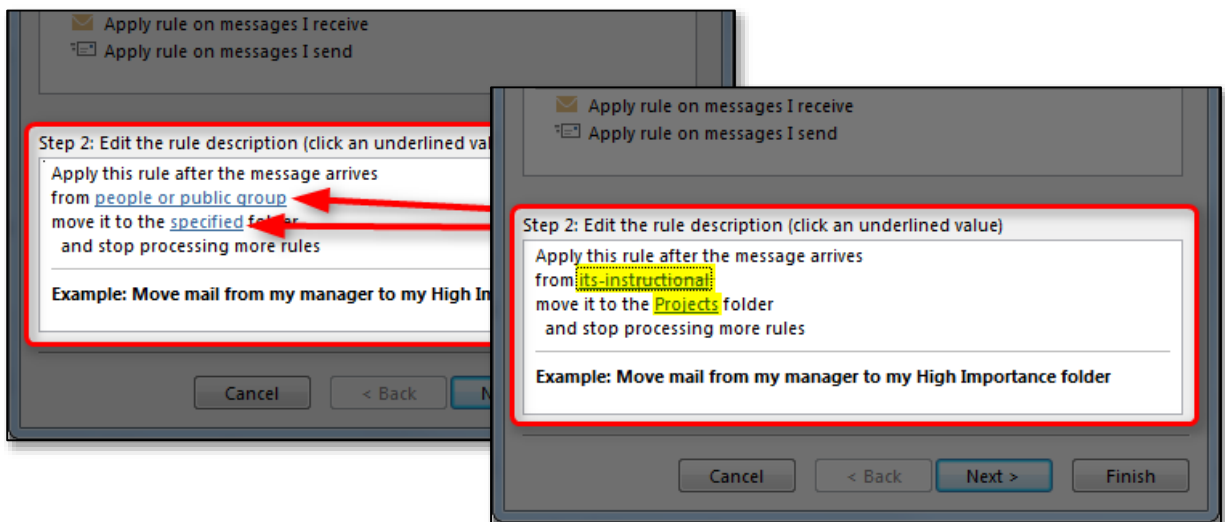 Apply rule on messages I receive
Apply rule on messages I send
Step 2: Edit the rule description (click an underlined
Apply this rule after the message arrives
from people or public group
move it to the specified folder
and stop processing more rules
Example: Move mail from my manager to my High
Cancel
< Back
Apply rule on messages I receive
Apply rule on messages I send
Step 2: Edit the rule description (click an underlined value)
Apply this rule after the message arrives
from its-instructional
move it to the Projects folder
and stop processing more rules
Example: Move mail from my manager to my High Importance folder
Cancel
< Back
Next >
Finish